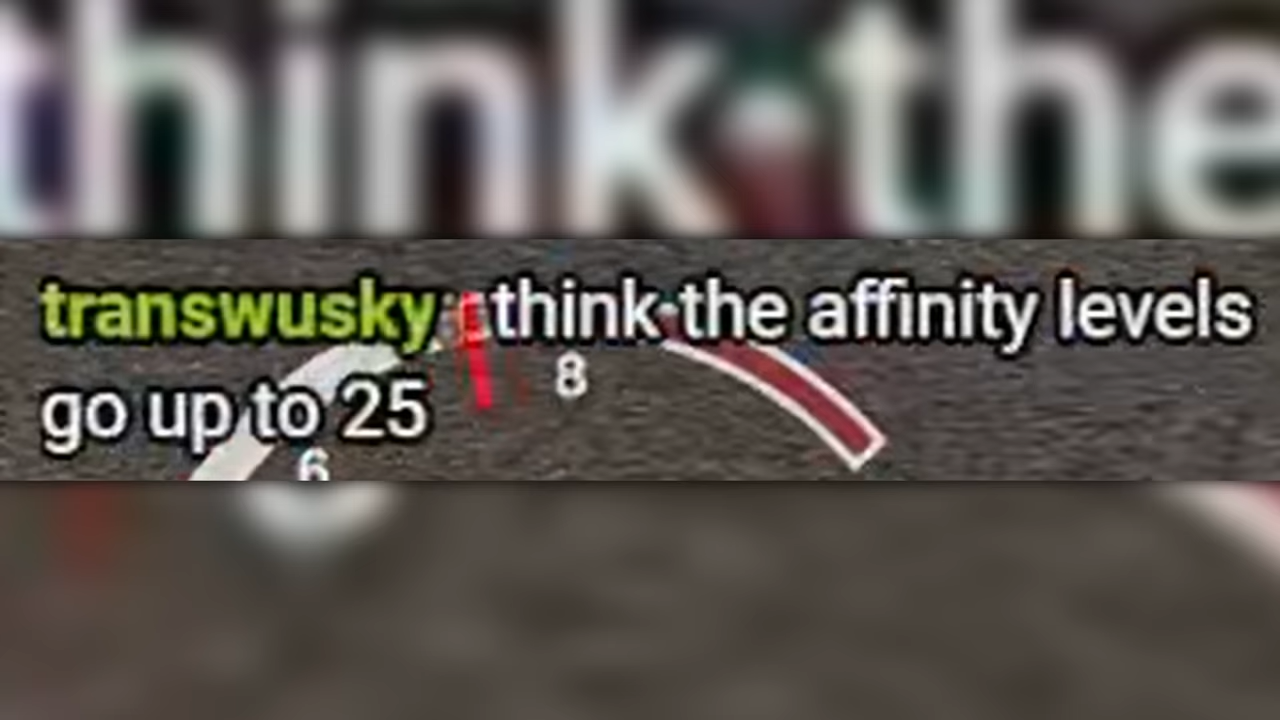 think the
transwusky think the affinity levels
go up to 25
8
6